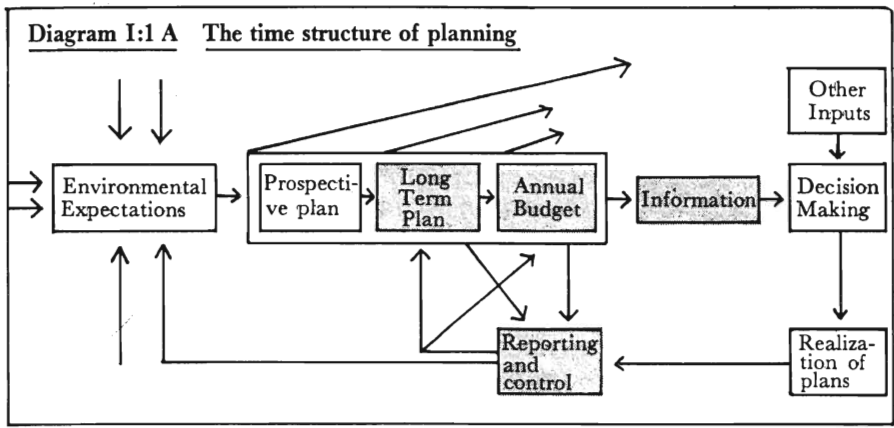 Diagram I:1 A The time structure of planning
Other
Inputs
Environmental
Expectations
Prospecti-
ve plan
Long
Term
Plan
Annual
Budget
Information
Decision
Making
Reporting
and
control
Realiza-
tion of
plans